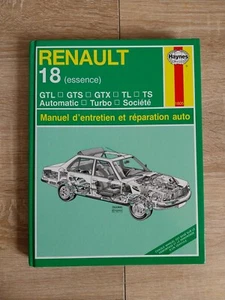 RENAULT
18 (essence)
Haynes
GTL □ GTS □ GTX □ TL □ TS
Automatic □ Turbo □ Société
Manuel d'entretien et réparation auto